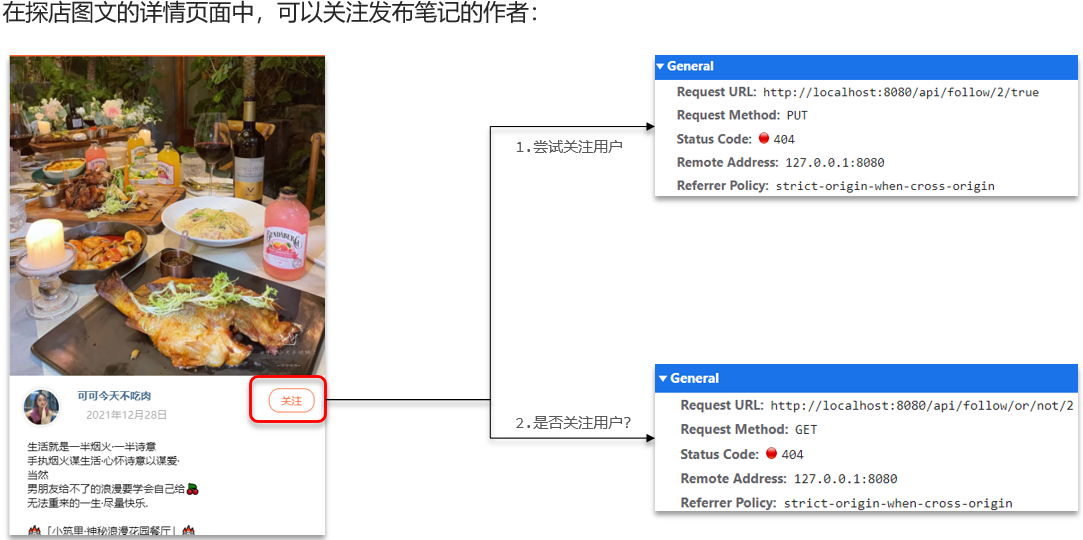 在探店图文的详情页面中，可以关注发布笔记的作者：
可可今天不吃肉
2021年12月28日
关注
生活就是一半烟火·一半诗意
手执烟火谋生活·心怀诗意以谋爱·
当然
男朋友给不了的浪漫要学会自己给🍒
无法重来的一生·尽量快乐.
🏰「小筑里·神秘浪漫花园餐厅」🏰
1.尝试关注用户
General
Request URL: http://localhost:8080/api/follow/2/true
Request Method: PUT
Status Code: 404
Remote Address: 127.0.0.1:8080
Referrer Policy: strict-origin-when-cross-origin
2.是否关注用户？
General
Request URL: http://localhost:8080/api/follow/or/not/2
Request Method: GET
Status Code: 404
Remote Address: 127.0.0.1:8080
Referrer Policy: strict-origin-when-cross-origin